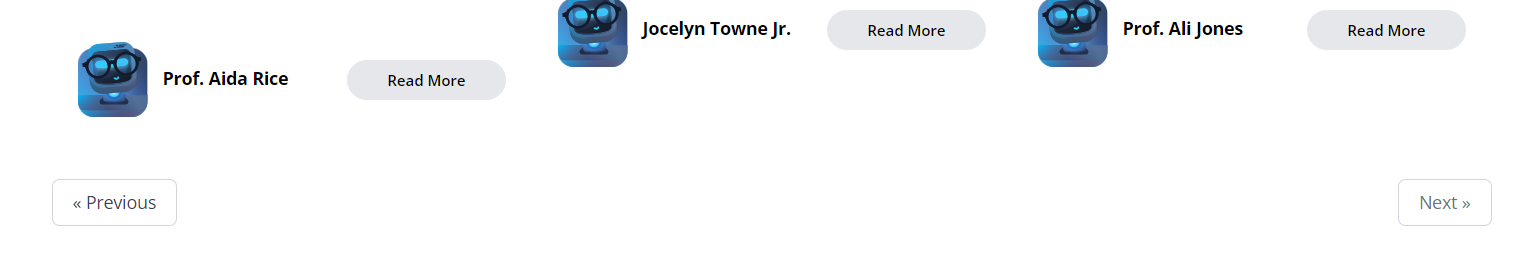 Jocelyn Towne Jr.
Read More
Prof. Ali Jones
Read More
Prof. Aida Rice
Read More
« Previous
Next »